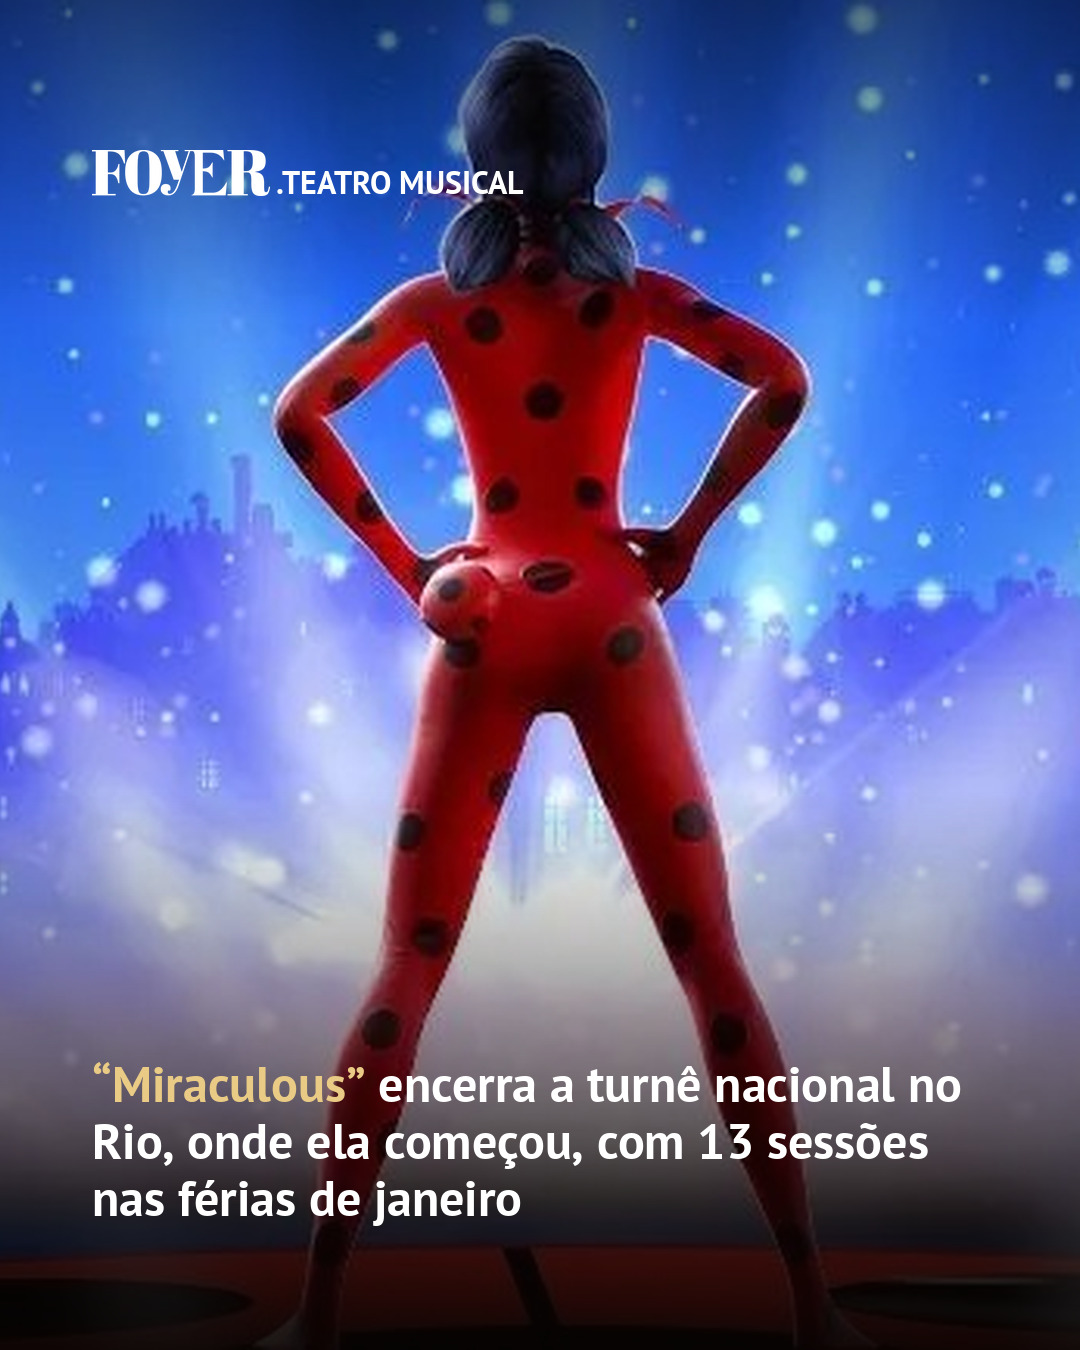 FOYER .TEATRO MUSICAL
“Miraculous” encerra a turnê nacional no
Rio, onde ela começou, com 13 sessões
nas férias de janeiro